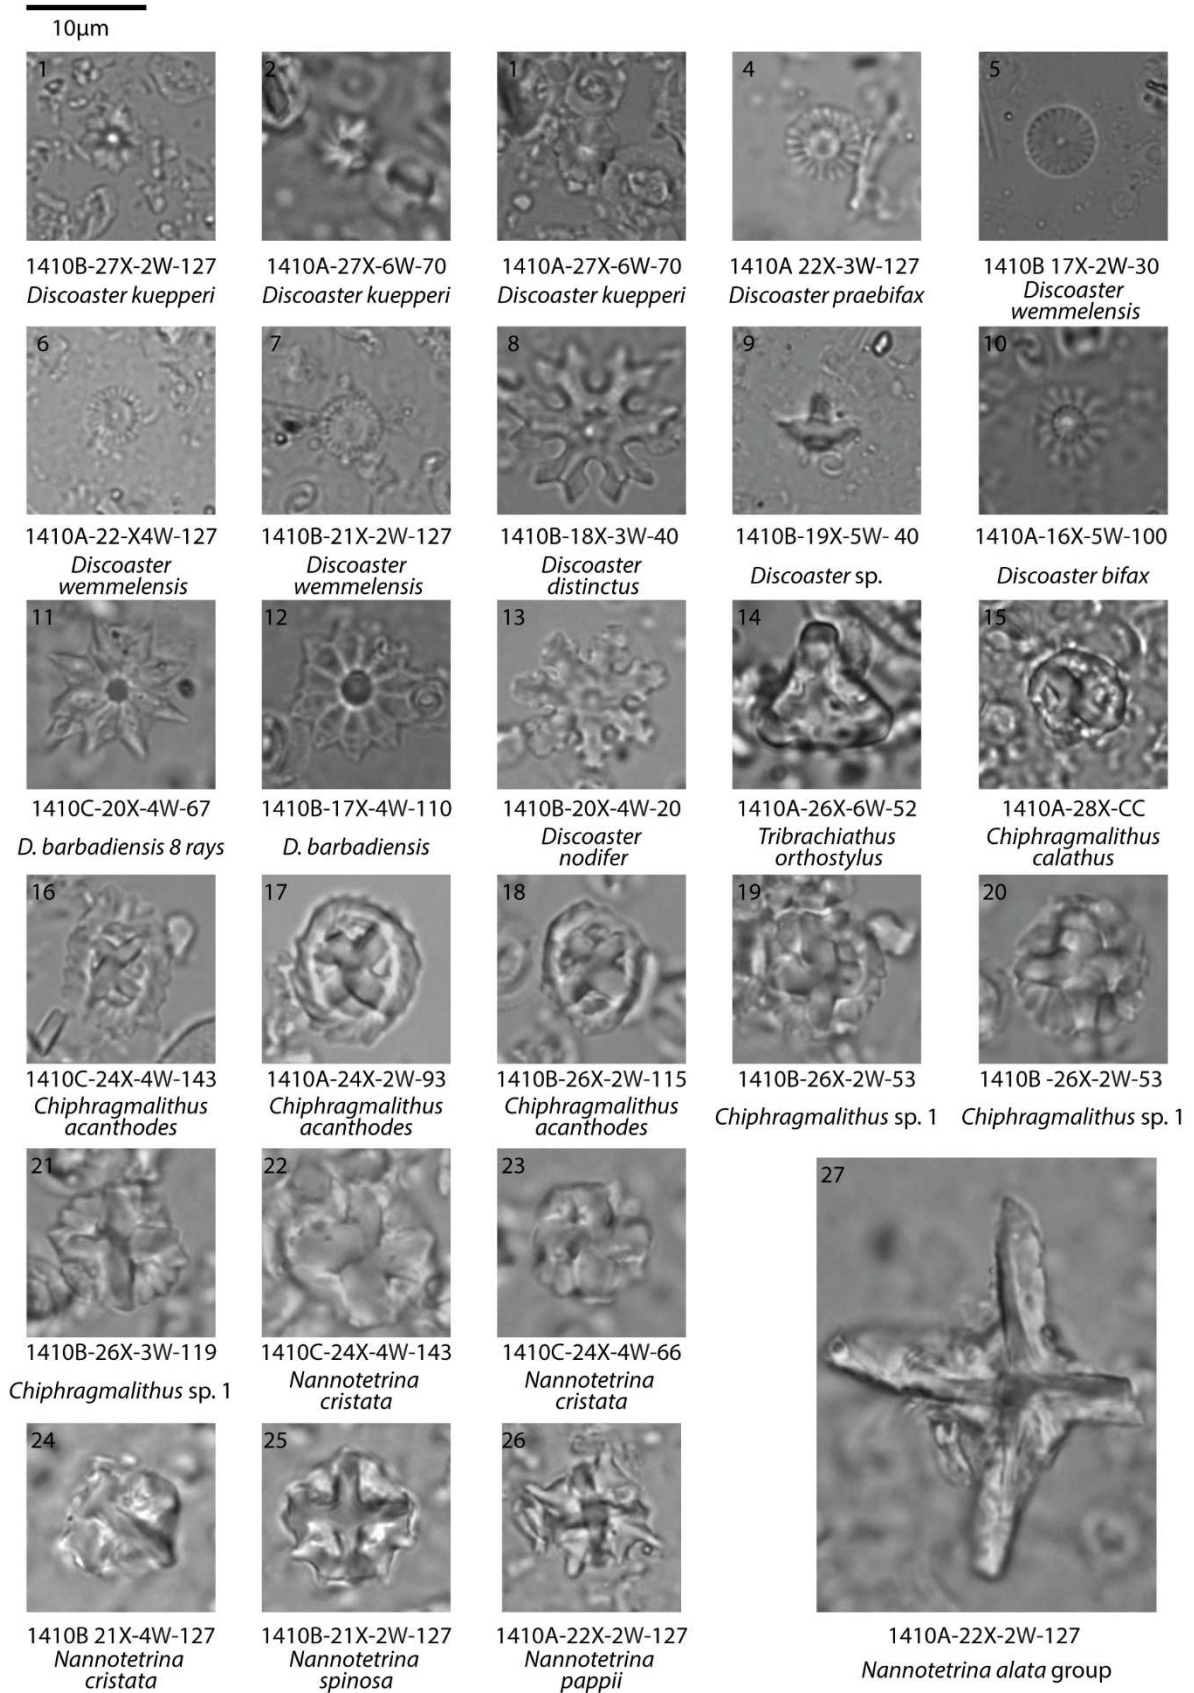 10µm
1
2
1
4
5
1410B-27X-2W-127
1410A-27X-6W-70
1410A-27X-6W-70
1410A 22X-3W-127
1410B 17X-2W-30
Discoaster kuepperi
Discoaster kuepperi
Discoaster kuepperi
Discoaster praebifax
Discoaster
wemmelensis
6
7
8
9
10
1410A-22-X4W-127
1410B-21X-2W-127
1410B-18X-3W-40
1410B-19X-5W- 40
1410A-16X-5W-100
Discoaster
wemmelensis
Discoaster
wemmelensis
Discoaster
distinctus
Discoaster sp.
Discoaster bifax
11
12
13
14
15
1410C-20X-4W-67
1410B-17X-4W-110
1410B-20X-4W-20
1410A-26X-6W-52
1410A-28X-CC
D. barbadiensis 8 rays
D. barbadiensis
Discoaster
nodifer
Tribrachiathus
orthostylus
Chiphragmalithus
calathus
16
17
18
19
20
1410C-24X-4W-143
1410A-24X-2W-93
1410B-26X-2W-115
1410B-26X-2W-53
1410B -26X-2W-53
Chiphragmalithus
acanthodes
Chiphragmalithus
acanthodes
Chiphragmalithus
acanthodes
Chiphragmalithus sp. 1
Chiphragmalithus sp. 1
21
22
23
27
1410B-26X-3W-119
1410C-24X-4W-143
1410C-24X-4W-66
Chiphragmalithus sp. 1
Nannotetrina
cristata
Nannotetrina
cristata
24
25
26
1410B 21X-4W-127
1410B-21X-2W-127
1410A-22X-2W-127
1410A-22X-2W-127
Nannotetrina
cristata
Nannotetrina
spinosa
Nannotetrina
pappii
Nannotetrina alata group